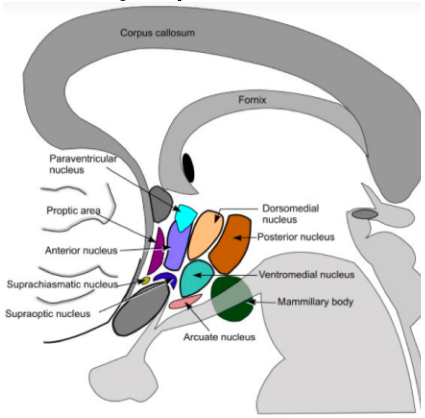 Corpus callosum
Fornix
Paraventricular
nucleus
Proptic area
Anterior nucleus
Suprachiasmatic nucleus
Supraoptic nucleus
Dorsomedial
nucleus
Posterior nucleus
Ventromedial nucleus
Mammillary body
Arcuate nucleus